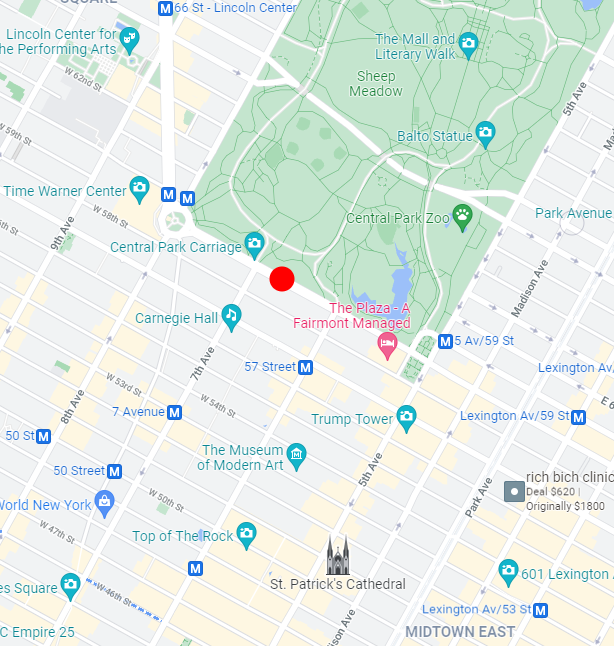 SQUARE
66 St - Lincoln Center
Lincoln Center for
he Performing Arts
The Mall and
Literary Walk
Sheep
Meadow
W 62nd St
5th Ave
Balto Statue
W 59th St
Time Warner Center
W 58th St
9th Ave
Central Park Zoo
Park Avenue
Central Park Carriage
Madison Ave
The Plaza - A
Fairmont Managed
Carnegie Hall
5 Av/59 St
7th Ave
57 Street
Lexington Av/
W 53rd St
W 54th St
8th Ave
7 Avenue
Trump Tower
Lexington Av/59 St
E 6
50 St
The Museum
of Modern Art
50 Street
5th Ave
Park Ave
rich bich clinic
Deal $620 |
Originally $1800
World New York
W 50th St
W 47th St
Top of The Rock
St. Patrick's Cathedral
es Square
W 46th St
601 Lexington
Lexington Av/53 St
C Empire 25
ison Ave
MIDTOWN EAST